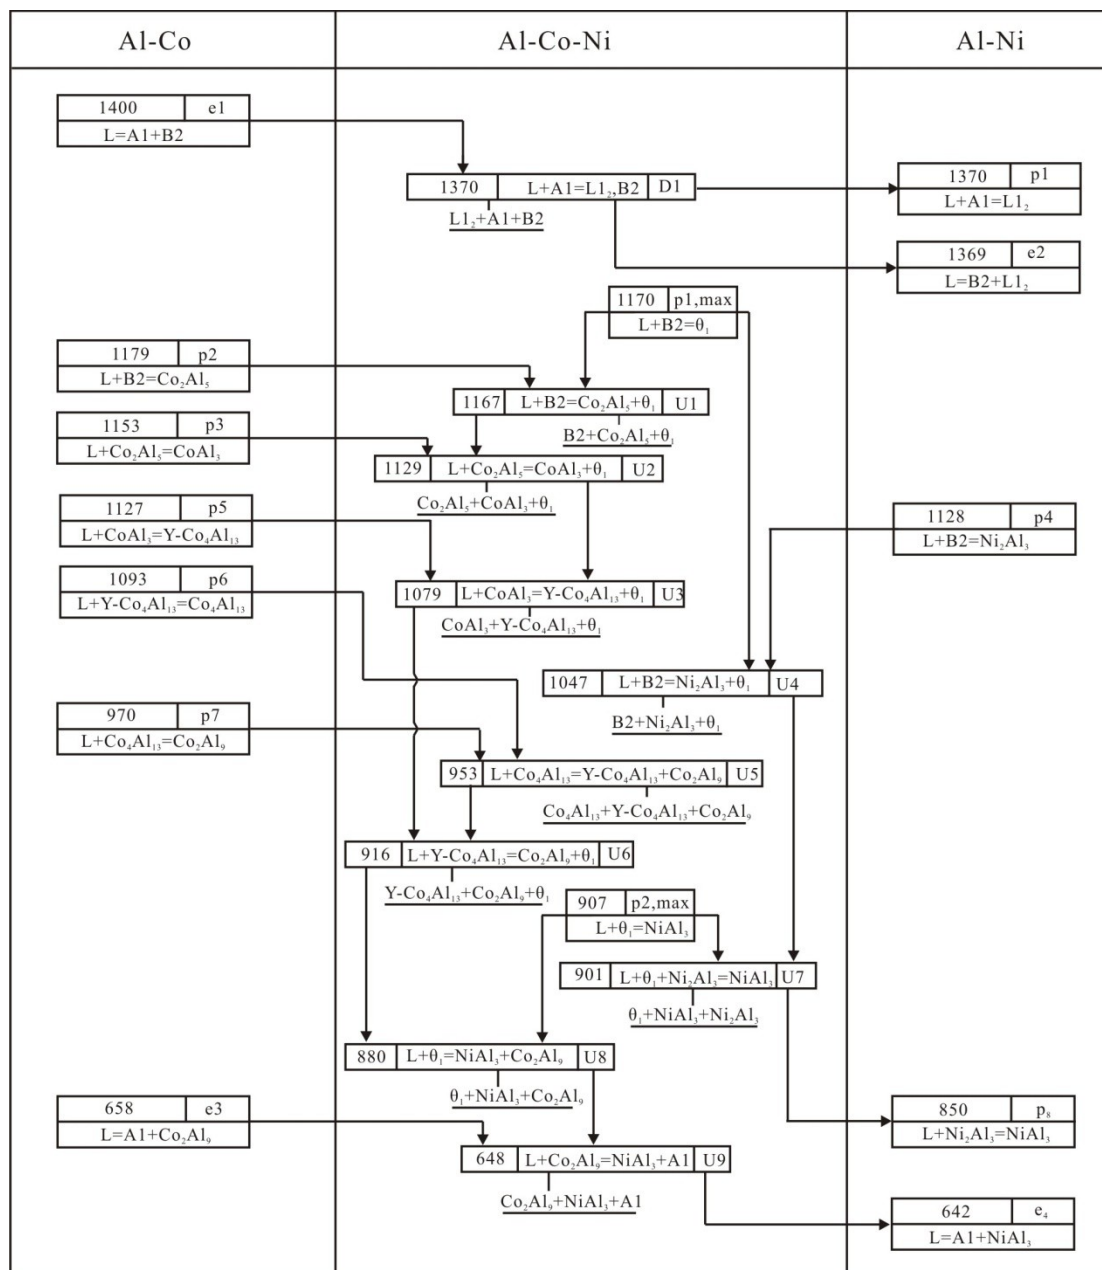 Al-Co Al-Co-Ni Al-Ni
1400 e1
L=A1+B2
1370 L+A1=L1₂,B2 D1
L1₂+A1+B2
1370 p1
L+A1=L1₂
1369 e2
L=B2+L1₂
1170 p1,max
L+B2=θ₁
1179 p2
L+B2=Co₂Al₅
1167 L+B2=Co₂Al₅+θ₁ U1
B2+Co₂Al₅+θ₁
1153 p3
L+Co₂Al₅=CoAl₃
1129 L+Co₂Al₅=CoAl₃+θ₁ U2
Co₂Al₅+CoAl₃+θ₁
1127 p5
L+CoAl₃=Y-Co₄Al₁₃
1128 p4
L+B2=Ni₂Al₃
1093 p6
L+Y-Co₄Al₁₃=Co₄Al₁₃
1079 L+CoAl₃=Y-Co₄Al₁₃+θ₁ U3
CoAl₃+Y-Co₄Al₁₃+θ₁
1047 L+B2=Ni₂Al₃+θ₁ U4
B2+Ni₂Al₃+θ₁
970 p7
L+Co₄Al₁₃=Co₂Al₉
953 L+Co₄Al₁₃=Y-Co₄Al₁₃+Co₂Al₉ U5
Co₄Al₁₃+Y-Co₄Al₁₃+Co₂Al₉
916 L+Y-Co₄Al₁₃=Co₂Al₉+θ₁ U6
Y-Co₄Al₁₃+Co₂Al₉+θ₁
907 p2,max
L+θ₁=NiAl₃
901 L+θ₁+Ni₂Al₃=NiAl₃ U7
θ₁+NiAl₃+Ni₂Al₃
880 L+θ₁=NiAl₃+Co₂Al₉ U8
θ₁+NiAl₃+Co₂Al₉
658 e3
L=A1+Co₂Al₉
850 p₈
L+Ni₂Al₃=NiAl₃
648 L+Co₂Al₉=NiAl₃+A1 U9
Co₂Al₉+NiAl₃+A1
642 e₄
L=A1+NiAl₃